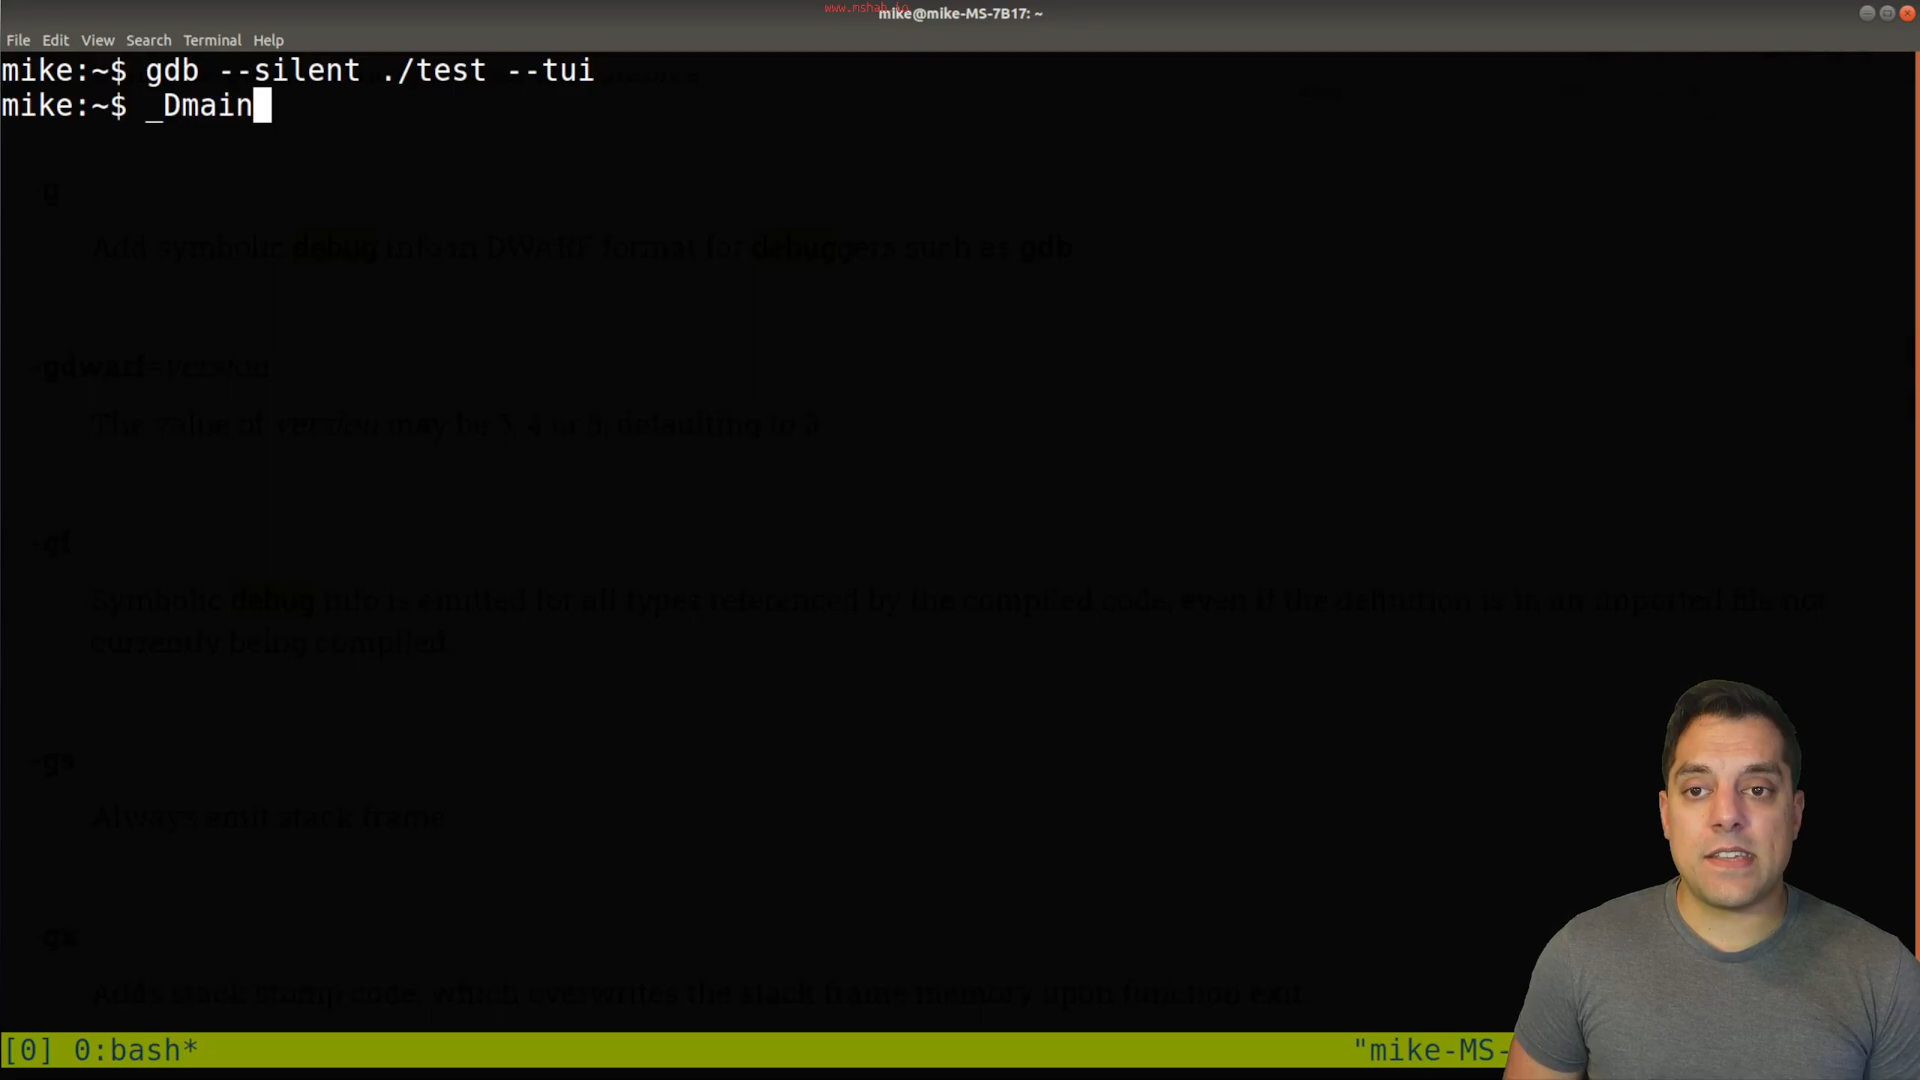 www.mshah.io
mike@mike-MS-7B17: ~
File Edit View Search Terminal Help
mike:~$ gdb --silent ./test --tui
mike:~$ _Dmain
-g
Add symbolic debug info in DWARF format for debuggers such as gdb
-gdwarf=version
The value of version may be 3, 4 or 5, defaulting to 3
-gf
Symbolic debug info is emitted for all types referenced by the compiled code, even if the definition is in an imported file not
currently being compiled.
-gs
Always emit stack frame
gx
Adds stack stomp code, which overwrites the stack frame memory upon function exit.
[0] 0:bash* "mike-MS-